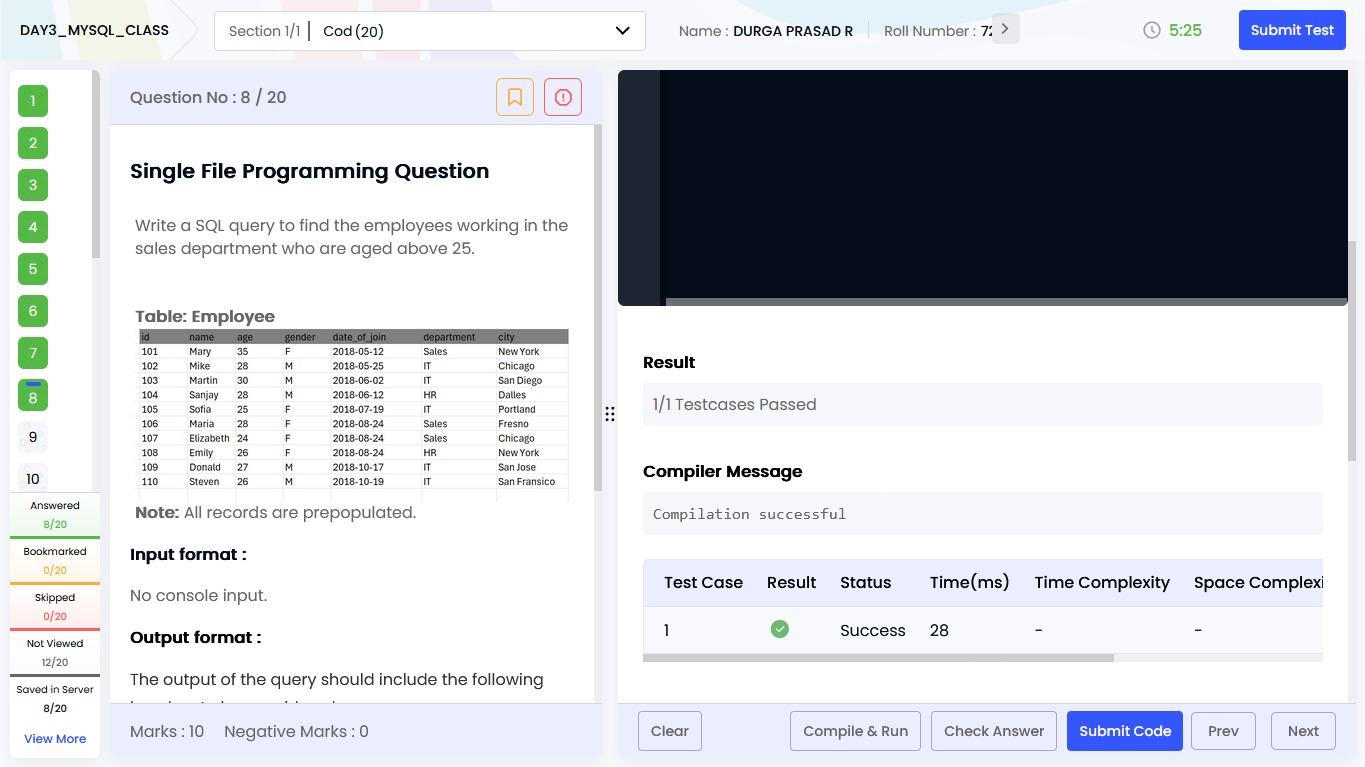 DAY3_MYSQL_CLASS
Section 1/1 | Cod (20)
Name : DURGA PRASAD R
Roll Number :
5:25
Submit Test
1
2
3
4
5
6
7
8
9
10
Answered
8/20
Bookmarked
0/20
Skipped
0/20
Not Viewed
12/20
Saved in Server
8/20
View More
Question No : 8 / 20
Single File Programming Question
Write a SQL query to find the employees working in the
sales department who are aged above 25.
Table: Employee
id name age gender date_of_join department city
101 Mary 35 F 2018-05-12 Sales New York
102 Mike 28 M 2018-05-25 IT Chicago
103 Martin 30 M 2018-06-02 IT San Diego
104 Sanjay 28 M 2018-06-12 HR Dalles
105 Sofia 25 F 2018-07-19 IT Portland
106 Maria 28 F 2018-08-24 Sales Fresno
107 Elizabeth 24 F 2018-08-24 Sales Chicago
108 Emily 26 F 2018-08-24 HR New York
109 Donald 27 M 2018-10-17 IT San Jose
110 Steven 26 M 2018-10-19 IT San Fransico
Note: All records are prepopulated.
Input format :
No console input.
Output format :
The output of the query should include the following
Marks : 10 Negative Marks : 0
Result
1/1 Testcases Passed
Compiler Message
Compilation successful
Test Case Result Status Time(ms) Time Complexity Space Complexi
1 Success 28 - -
Clear
Compile & Run
Check Answer
Submit Code
Prev
Next